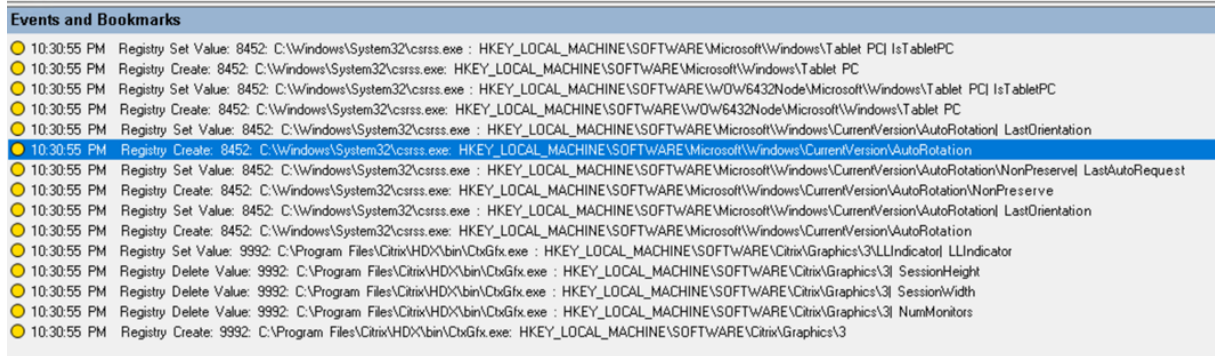 Events and Bookmarks
10:30:55 PM Registry Set Value: 8452: C:\Windows\System32\csrss.exe : HKEY_LOCAL_MACHINE\SOFTWARE\Microsoft\Windows\Tablet PC| IsTabletPC
10:30:55 PM Registry Create: 8452: C:\Windows\System32\csrss.exe: HKEY_LOCAL_MACHINE\SOFTWARE\Microsoft\Windows\Tablet PC
10:30:55 PM Registry Set Value: 8452: C:\Windows\System32\csrss.exe : HKEY_LOCAL_MACHINE\SOFTWARE\WOW6432Node\Microsoft\Windows\Tablet PC| IsTabletPC
10:30:55 PM Registry Create: 8452: C:\Windows\System32\csrss.exe: HKEY_LOCAL_MACHINE\SOFTWARE\WOW6432Node\Microsoft\Windows\Tablet PC
10:30:55 PM Registry Set Value: 8452: C:\Windows\System32\csrss.exe : HKEY_LOCAL_MACHINE\SOFTWARE\Microsoft\Windows\CurrentVersion\AutoRotation| LastOrientation
10:30:55 PM Registry Create: 8452: C:\Windows\System32\csrss.exe: HKEY_LOCAL_MACHINE\SOFTWARE\Microsoft\Windows\CurrentVersion\AutoRotation
10:30:55 PM Registry Set Value: 8452: C:\Windows\System32\csrss.exe : HKEY_LOCAL_MACHINE\SOFTWARE\Microsoft\Windows\CurrentVersion\AutoRotation\NonPreserve| LastAutoRequest
10:30:55 PM Registry Create: 8452: C:\Windows\System32\csrss.exe: HKEY_LOCAL_MACHINE\SOFTWARE\Microsoft\Windows\CurrentVersion\AutoRotation\NonPreserve
10:30:55 PM Registry Set Value: 8452: C:\Windows\System32\csrss.exe : HKEY_LOCAL_MACHINE\SOFTWARE\Microsoft\Windows\CurrentVersion\AutoRotation| LastOrientation
10:30:55 PM Registry Create: 8452: C:\Windows\System32\csrss.exe: HKEY_LOCAL_MACHINE\SOFTWARE\Microsoft\Windows\CurrentVersion\AutoRotation
10:30:55 PM Registry Set Value: 9992: C:\Program Files\Citrix\HDX\bin\CtxGfx.exe : HKEY_LOCAL_MACHINE\SOFTWARE\Citrix\Graphics\3\LLIndicator| LLIndicator
10:30:55 PM Registry Delete Value: 9992: C:\Program Files\Citrix\HDX\bin\CtxGfx.exe : HKEY_LOCAL_MACHINE\SOFTWARE\Citrix\Graphics\3| SessionHeight
10:30:55 PM Registry Delete Value: 9992: C:\Program Files\Citrix\HDX\bin\CtxGfx.exe : HKEY_LOCAL_MACHINE\SOFTWARE\Citrix\Graphics\3| SessionWidth
10:30:55 PM Registry Delete Value: 9992: C:\Program Files\Citrix\HDX\bin\CtxGfx.exe : HKEY_LOCAL_MACHINE\SOFTWARE\Citrix\Graphics\3| NumMonitors
10:30:55 PM Registry Create: 9992: C:\Program Files\Citrix\HDX\bin\CtxGfx.exe: HKEY_LOCAL_MACHINE\SOFTWARE\Citrix\Graphics\3